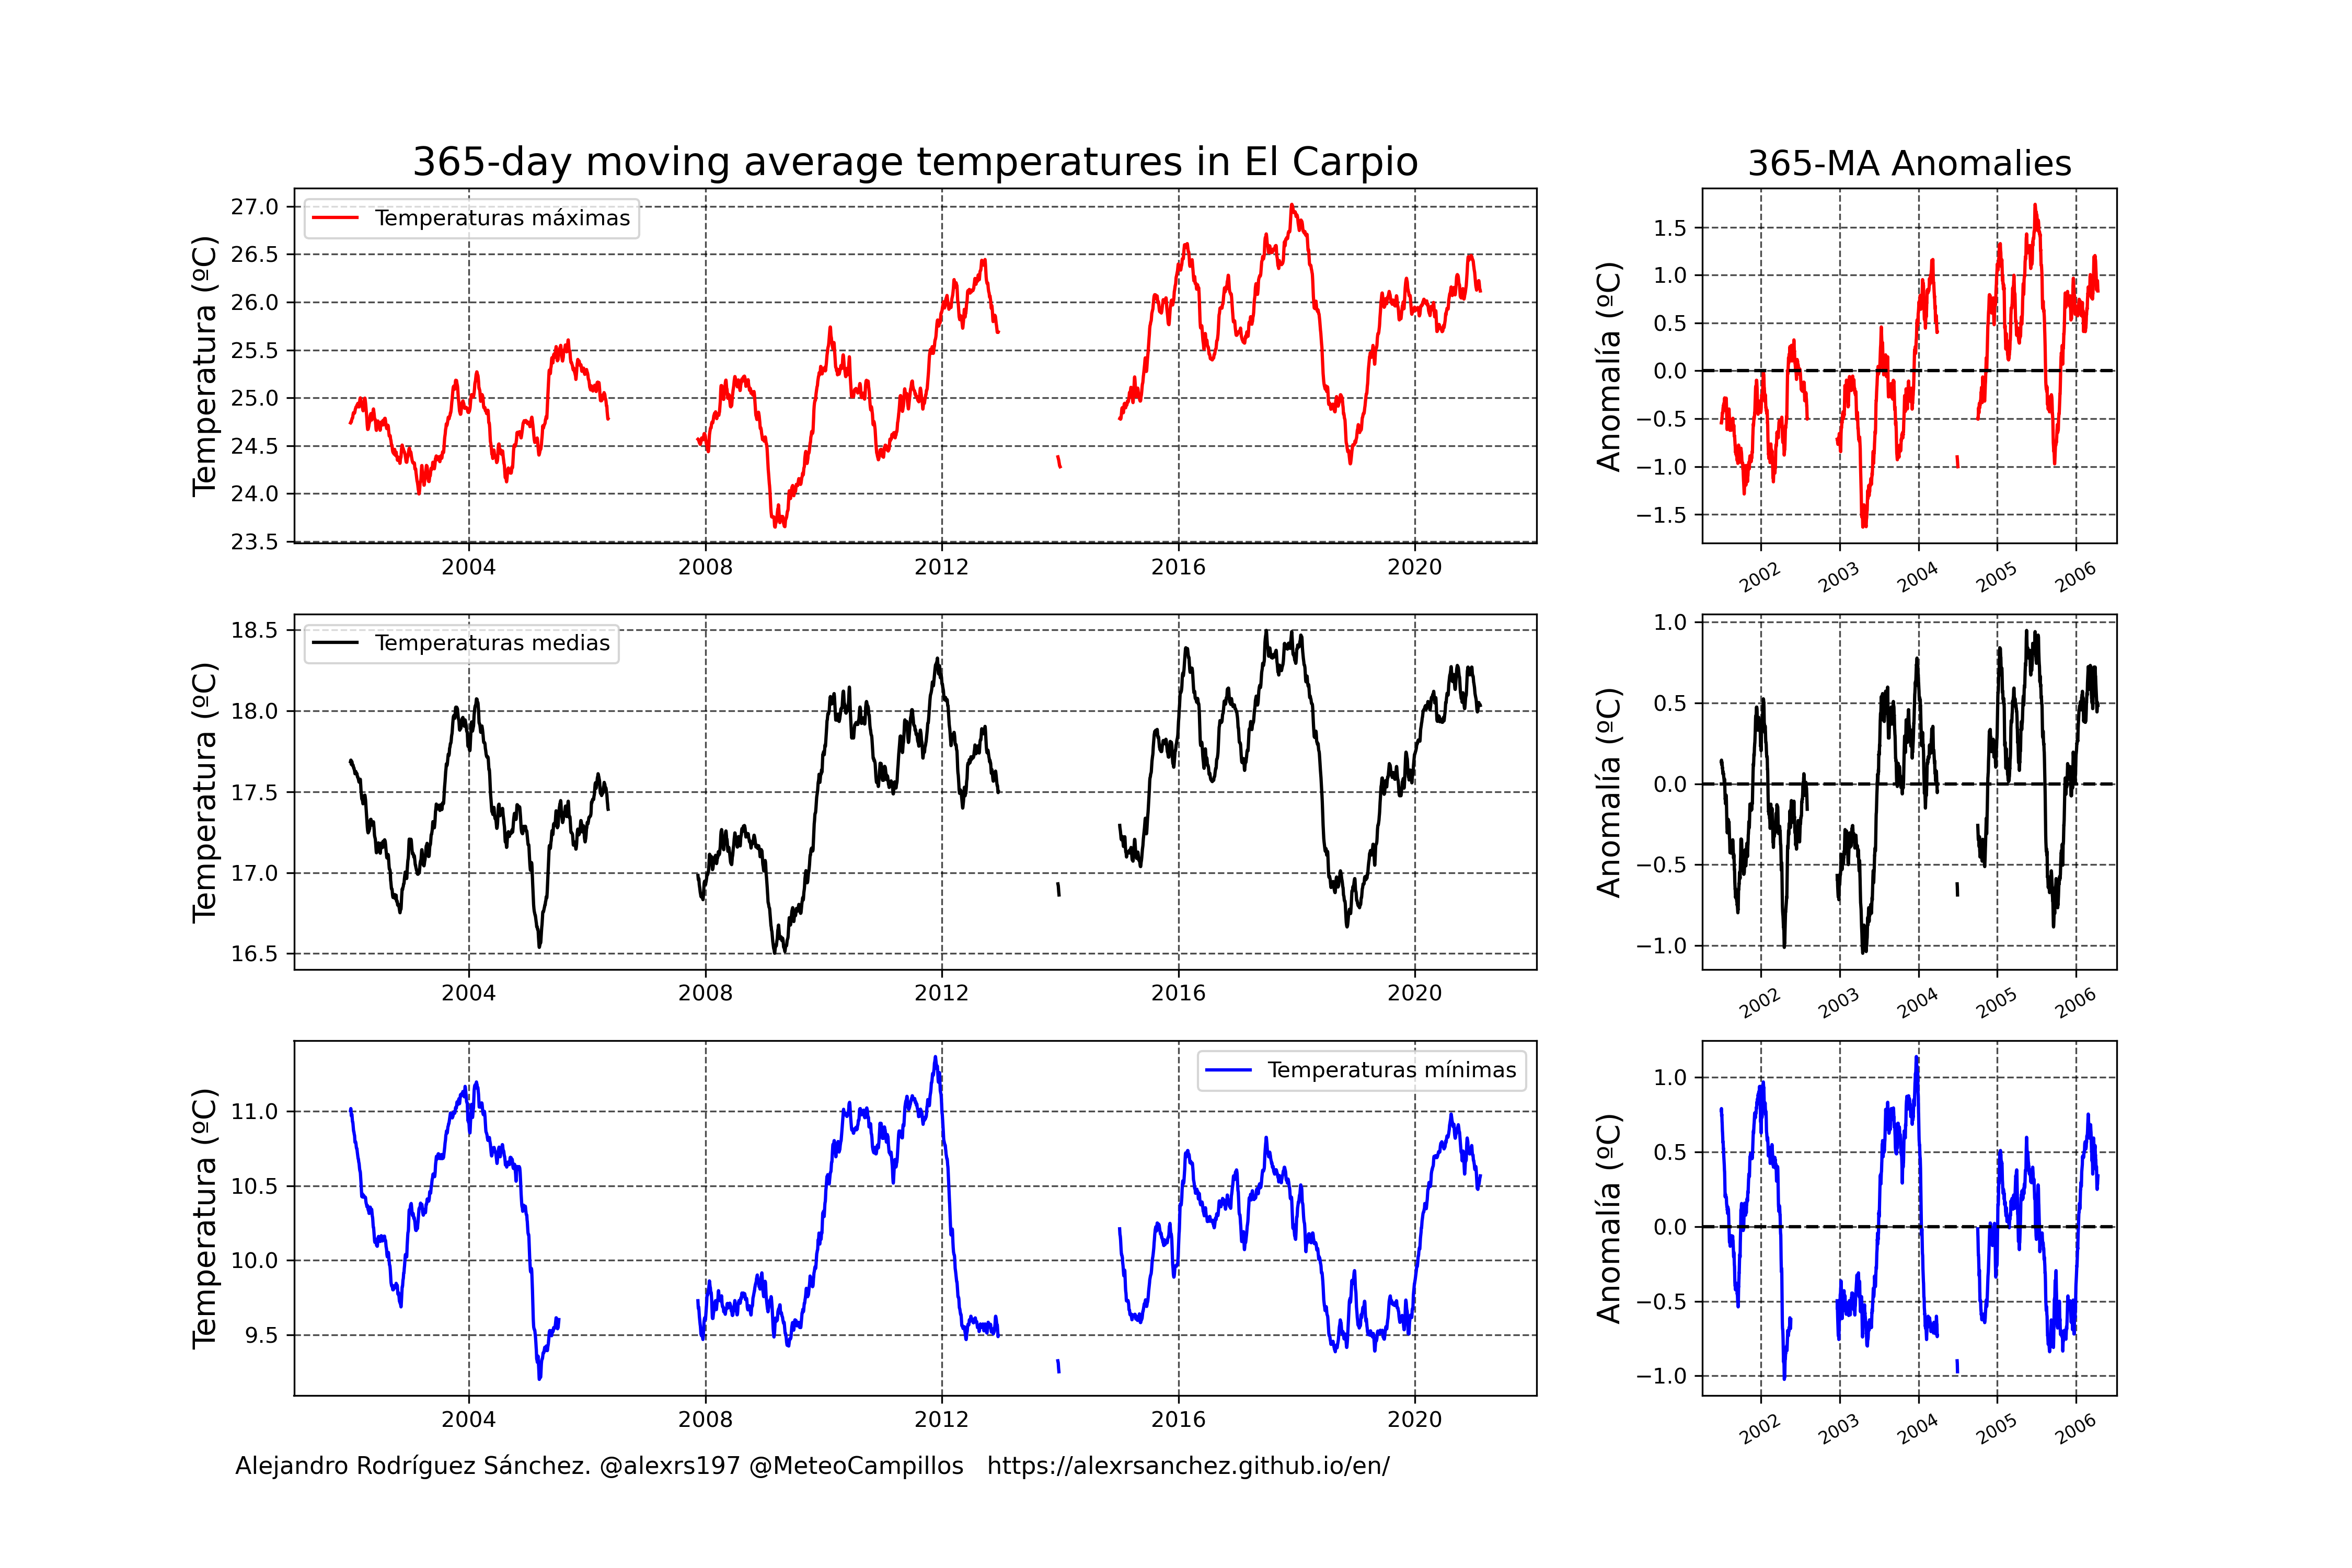 365-day moving average temperatures in El Carpio
365-MA Anomalies
Temperatura (ºC)
27.0
26.5
26.0
25.5
25.0
24.5
24.0
23.5
Temperaturas máximas
2004 2008 2012 2016 2020
Anomalía (ºC)
1.5
1.0
0.5
0.0
−0.5
−1.0
−1.5
2002 2003 2004 2005 2006
Temperatura (ºC)
18.5
18.0
17.5
17.0
16.5
Temperaturas medias
2004 2008 2012 2016 2020
Anomalía (ºC)
1.0
0.5
0.0
−0.5
−1.0
2002 2003 2004 2005 2006
Temperatura (ºC)
11.0
10.5
10.0
9.5
Temperaturas mínimas
2004 2008 2012 2016 2020
Anomalía (ºC)
1.0
0.5
0.0
−0.5
−1.0
2002 2003 2004 2005 2006
Alejandro Rodríguez Sánchez. @alexrs197 @MeteoCampillos https://alexrsanchez.github.io/en/